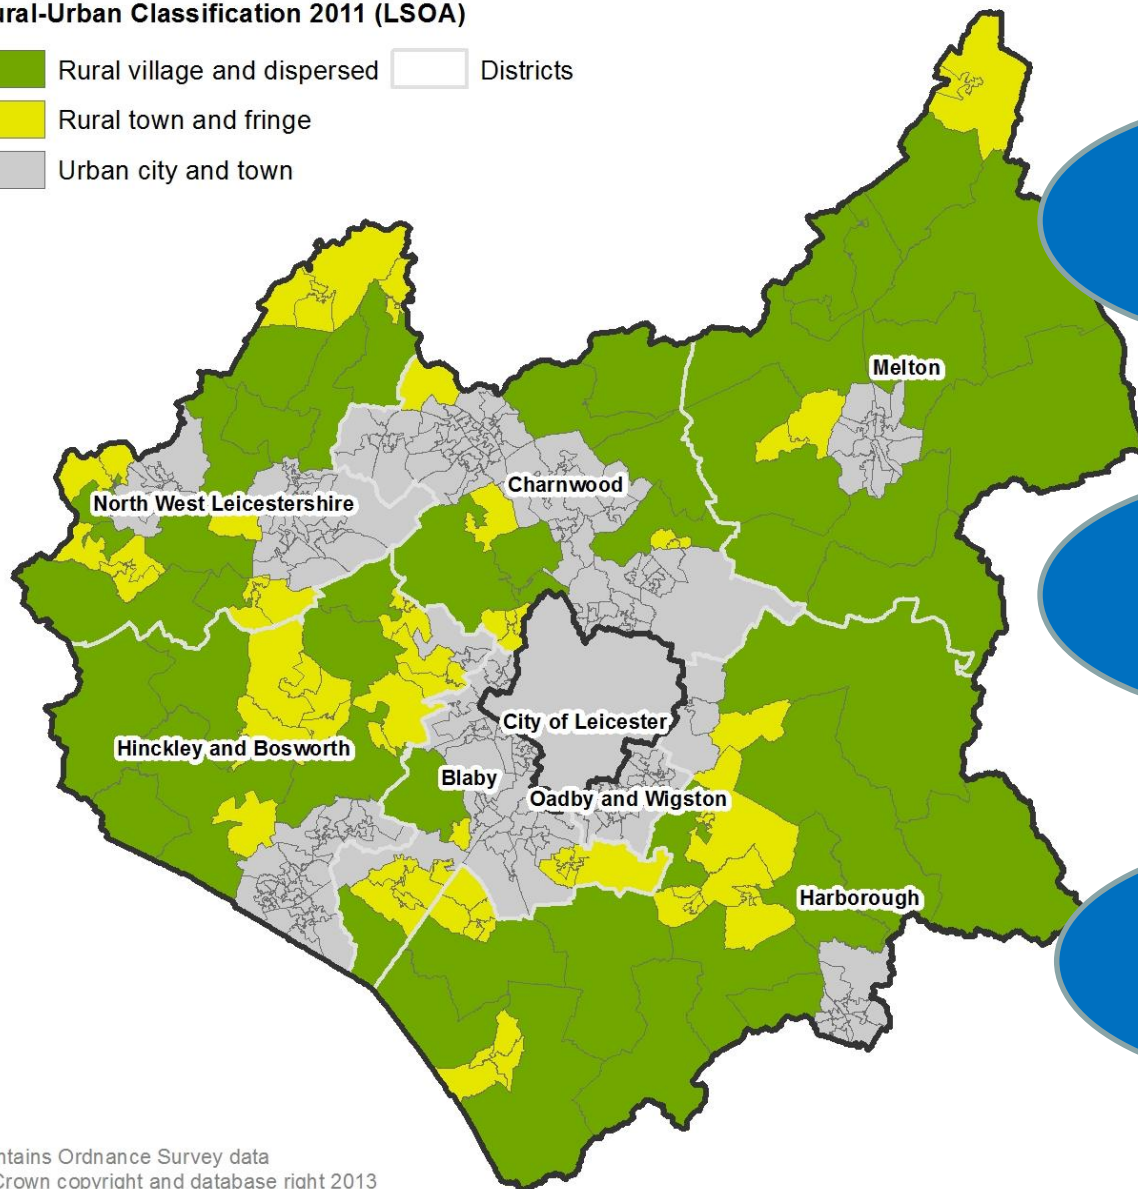 ural-Urban Classification 2011 (LSOA)
Rural village and dispersed
Districts
Rural town and fringe
Urban city and town
Melton
Charnwood
North West Leicestershire
City of Leicester
Hinckley and Bosworth
Blaby
Oadby and Wigston
Harborough
ntains Ordnance Survey data
Crown copyright and database right 2013